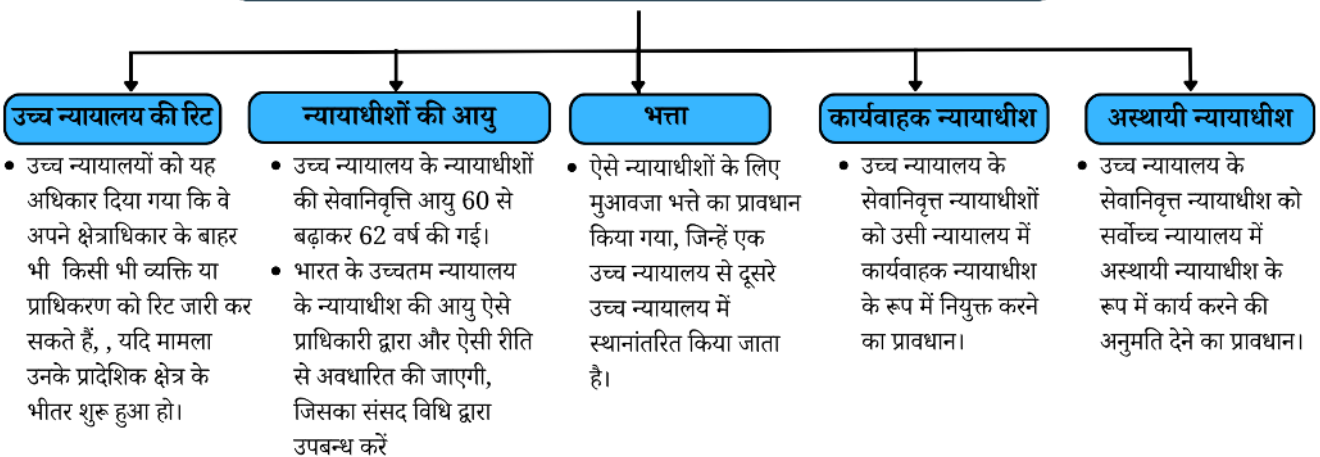 उच्च न्यायालय की रिट
• उच्च न्यायालयों को यह
अधिकार दिया गया कि वे
अपने क्षेत्राधिकार के बाहर
भी किसी भी व्यक्ति या
प्राधिकरण को रिट जारी कर
सकते हैं, , यदि मामला
उनके प्रादेशिक क्षेत्र के
भीतर शुरू हुआ हो।
न्यायाधीशों की आयु
• उच्च न्यायालय के न्यायाधीशों
की सेवानिवृत्ति आयु 60 से
बढ़ाकर 62 वर्ष की गई।
• भारत के उच्चतम न्यायालय
के न्यायाधीश की आयु ऐसे
प्राधिकारी द्वारा और ऐसी रीति
से अवधारित की जाएगी,
जिसका संसद विधि द्वारा
उपबन्ध करें
भत्ता
• ऐसे न्यायाधीशों के लिए
मुआवजा भत्ते का प्रावधान
किया गया, जिन्हें एक
उच्च न्यायालय से दूसरे
उच्च न्यायालय में
स्थानांतरित किया जाता
है।
कार्यवाहक न्यायाधीश
• उच्च न्यायालय के
सेवानिवृत्त न्यायाधीशों
को उसी न्यायालय में
कार्यवाहक न्यायाधीश
के रूप में नियुक्त करने
का प्रावधान।
अस्थायी न्यायाधीश
• उच्च न्यायालय के
सेवानिवृत्त न्यायाधीश को
सर्वोच्च न्यायालय में
अस्थायी न्यायाधीश के
रूप में कार्य करने की
अनुमति देने का प्रावधान।